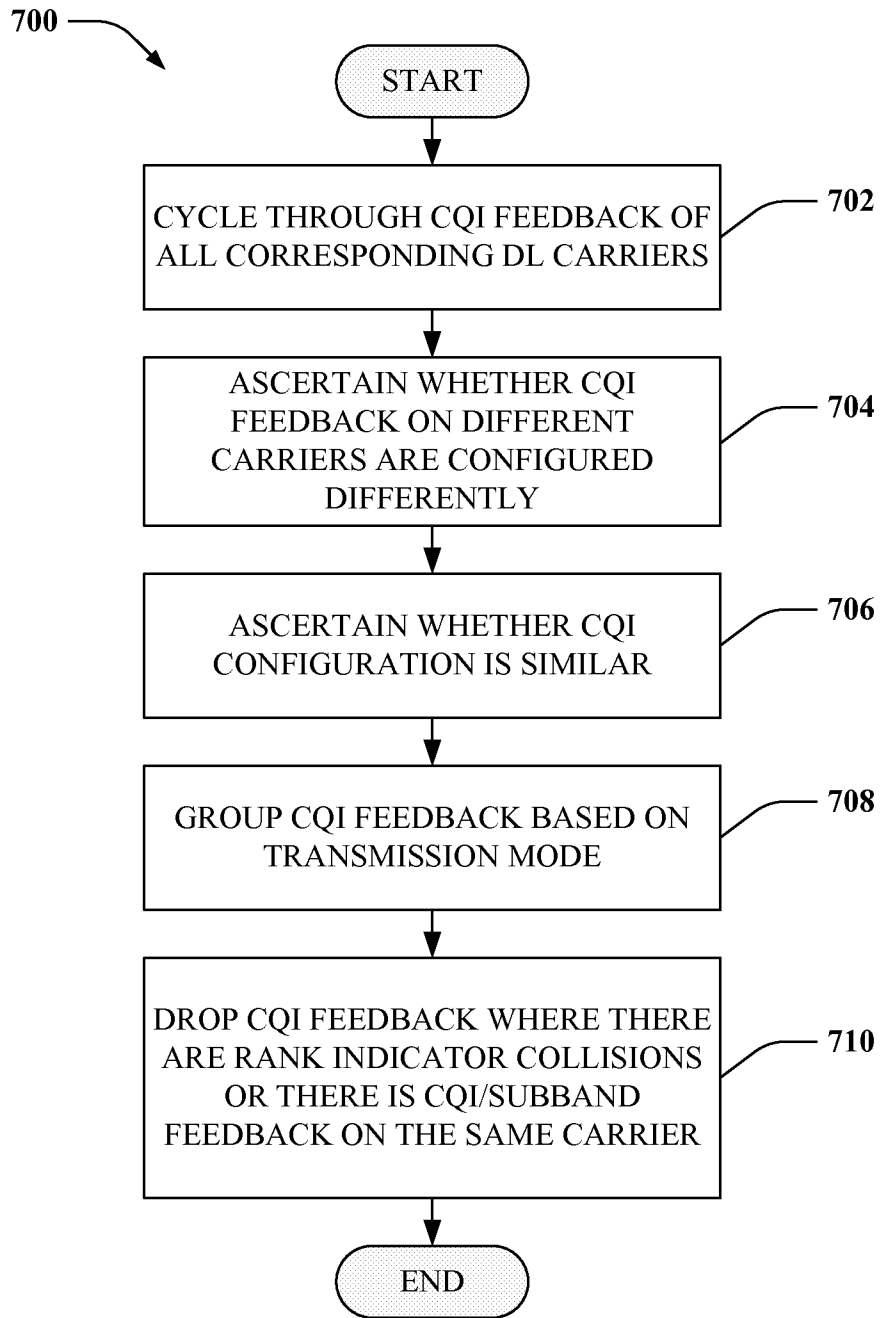 700
START
CYCLE THROUGH CQI FEEDBACK OF
ALL CORRESPONDING DL CARRIERS
702
ASCERTAIN WHETHER CQI
FEEDBACK ON DIFFERENT
CARRIERS ARE CONFIGURED
DIFFERENTLY
704
ASCERTAIN WHETHER CQI
CONFIGURATION IS SIMILAR
706
GROUP CQI FEEDBACK BASED ON
TRANSMISSION MODE
708
DROP CQI FEEDBACK WHERE THERE
ARE RANK INDICATOR COLLISIONS
OR THERE IS CQI/SUBBAND
FEEDBACK ON THE SAME CARRIER
710
END